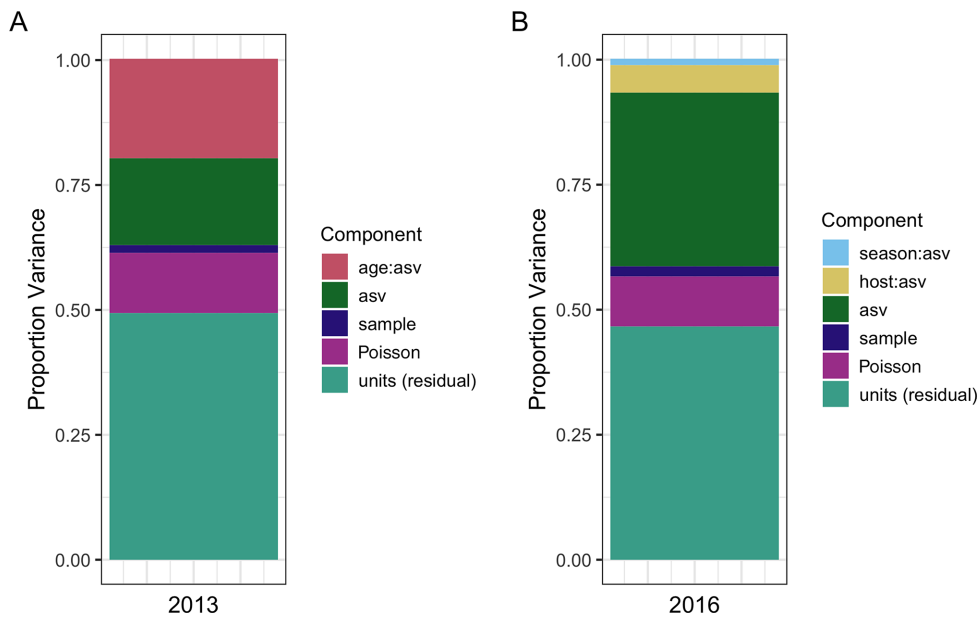 A
1.00
0.75
0.50
0.25
0.00
Proportion Variance
2013
Component
age:asv
asv
sample
Poisson
units (residual)
B
1.00
0.75
0.50
0.25
0.00
Proportion Variance
2016
Component
season:asv
host:asv
asv
sample
Poisson
units (residual)